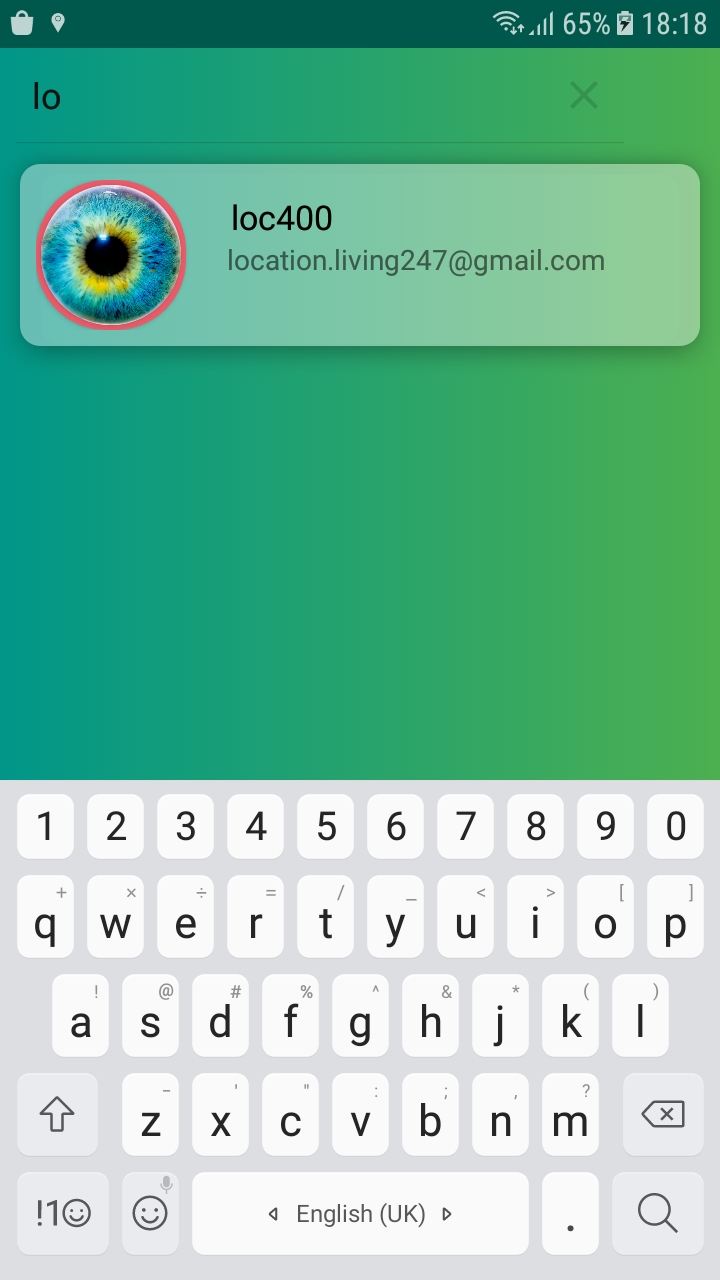 65% 18:18
lo
loc400
location.living247@gmail.com
1 2 3 4 5 6 7 8 9 0
+ × ÷ = / _ < > [ ]
q w e r t y u i o p
! @ # % ^ & * ( )
a s d f g h j k l
- ' " : ; , ?
z x c v b n m
!1☺ English (UK) .